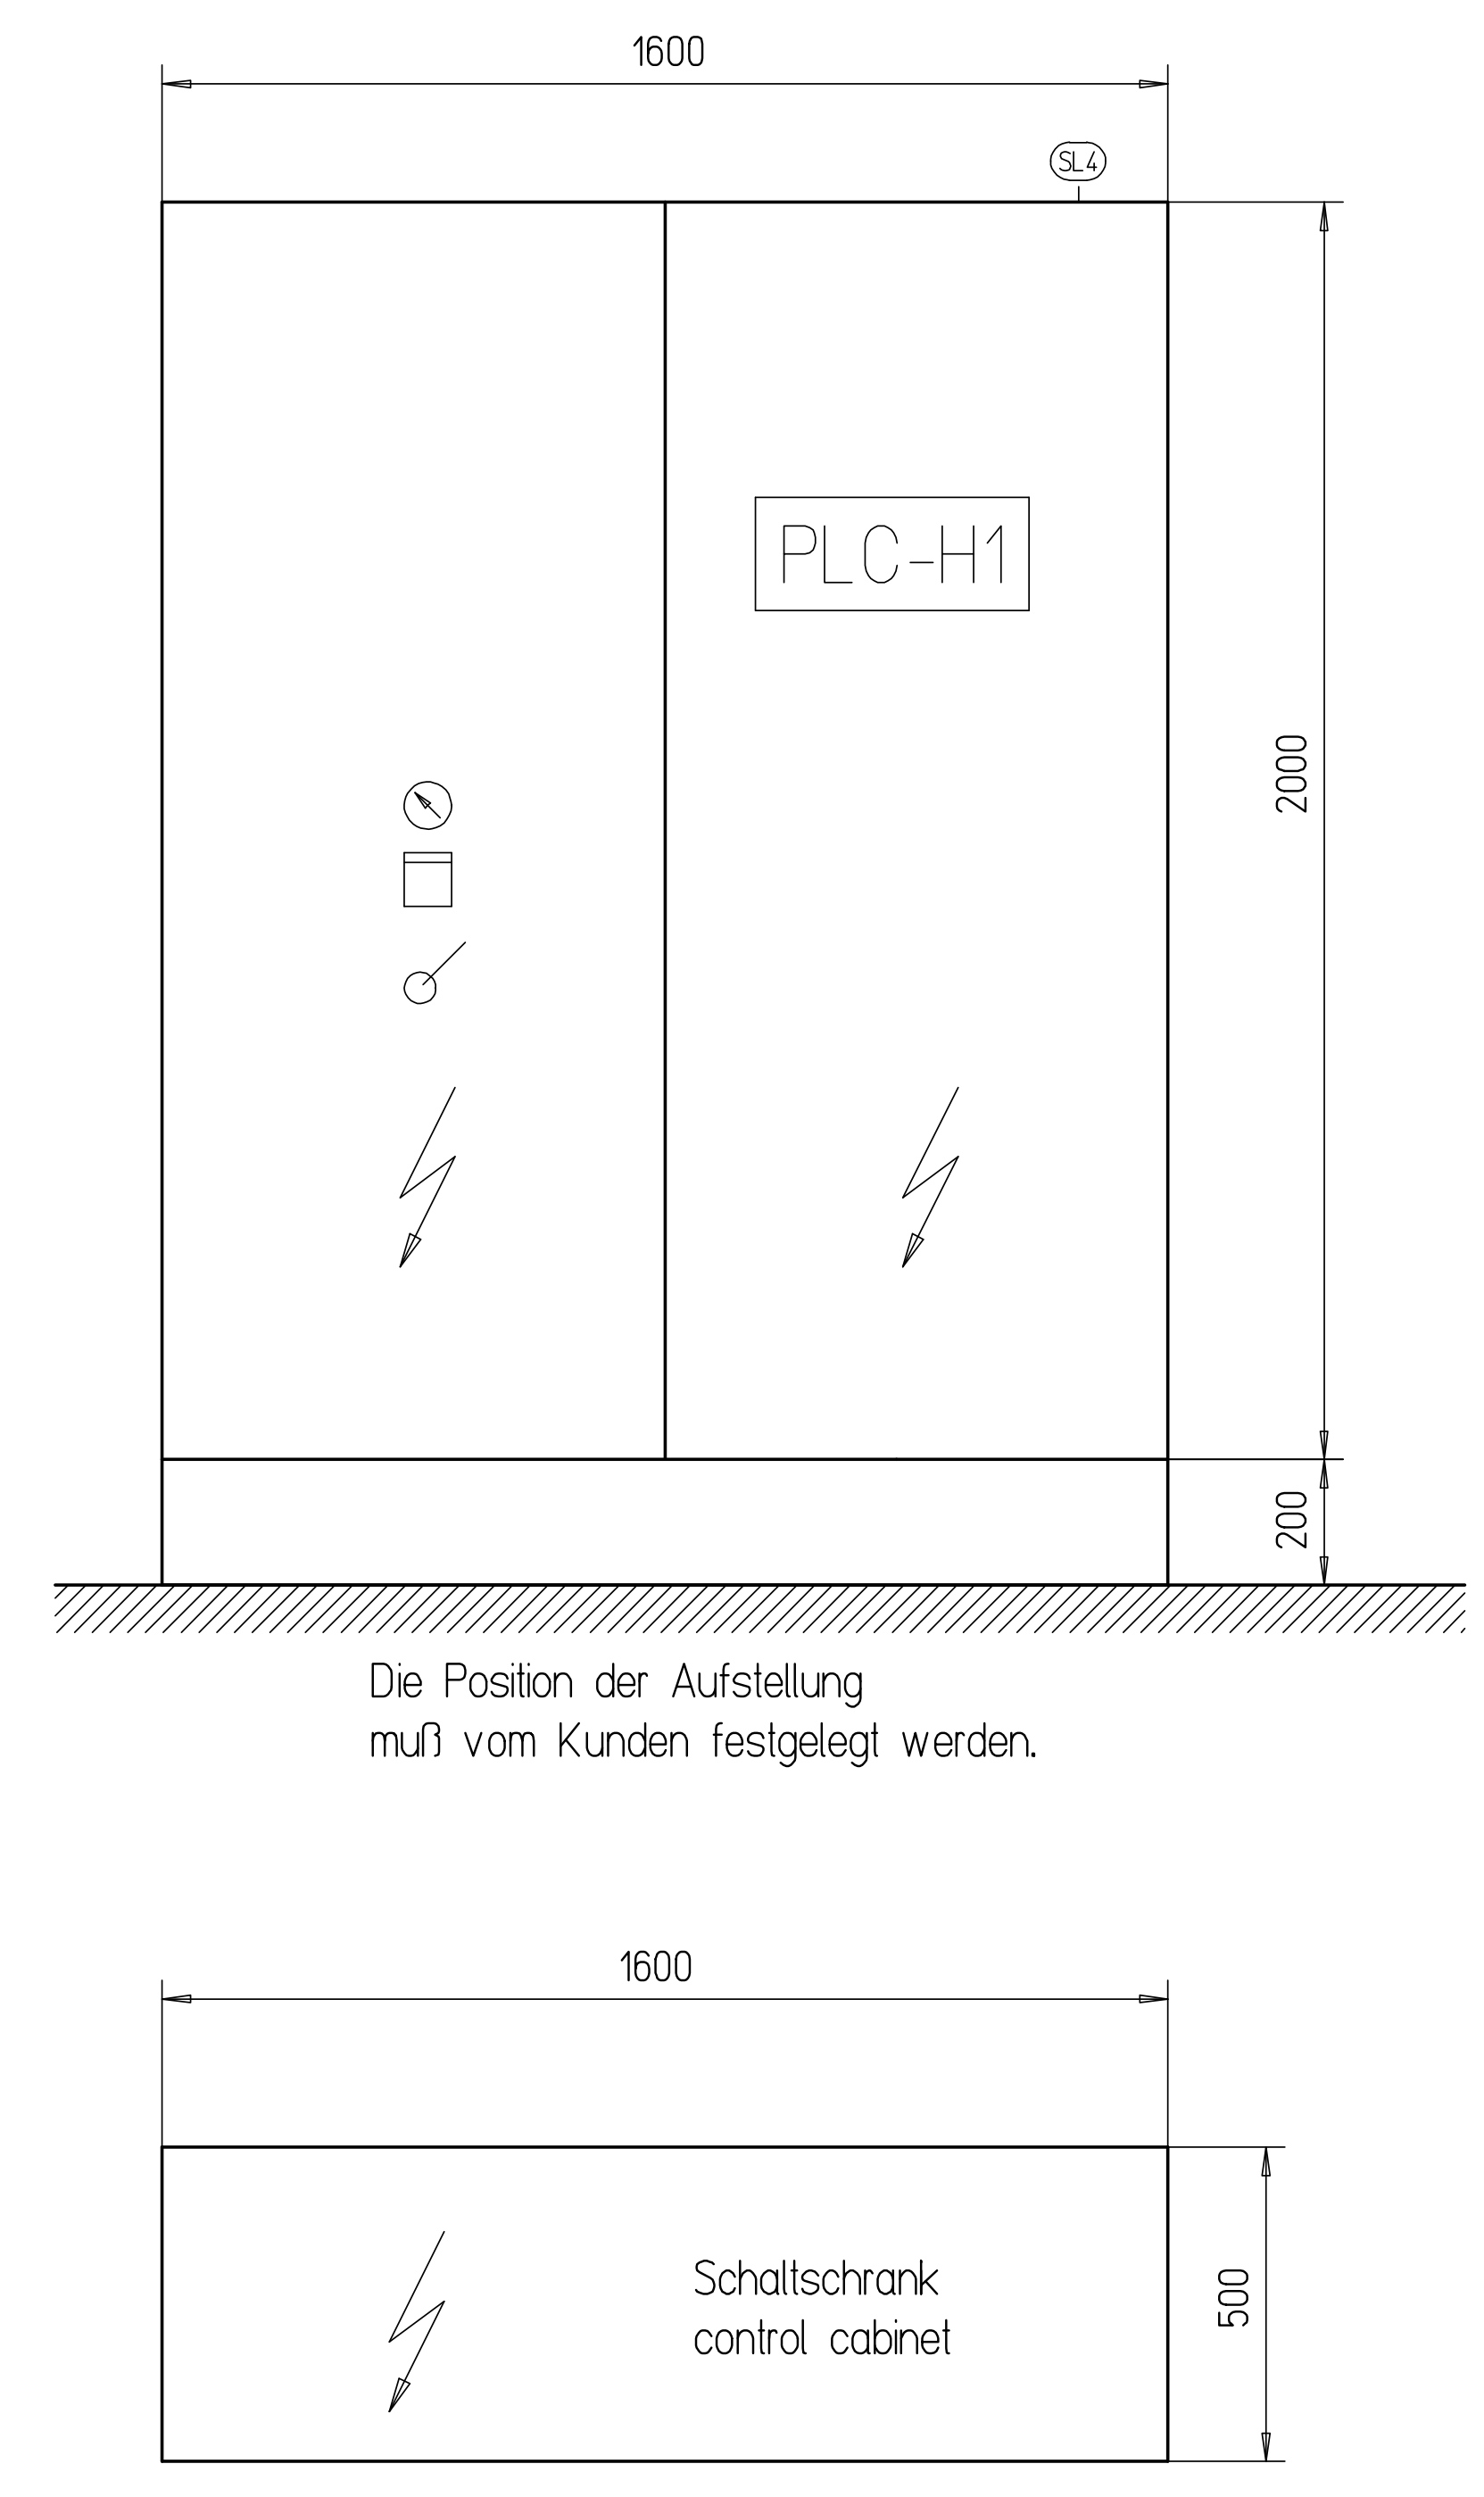 1600
SL4
PLC-H1
2000
200
Die Position der Aufstellung
muß vom Kunden festgelegt werden.
1600
Schaltschrank
control cabinet
500